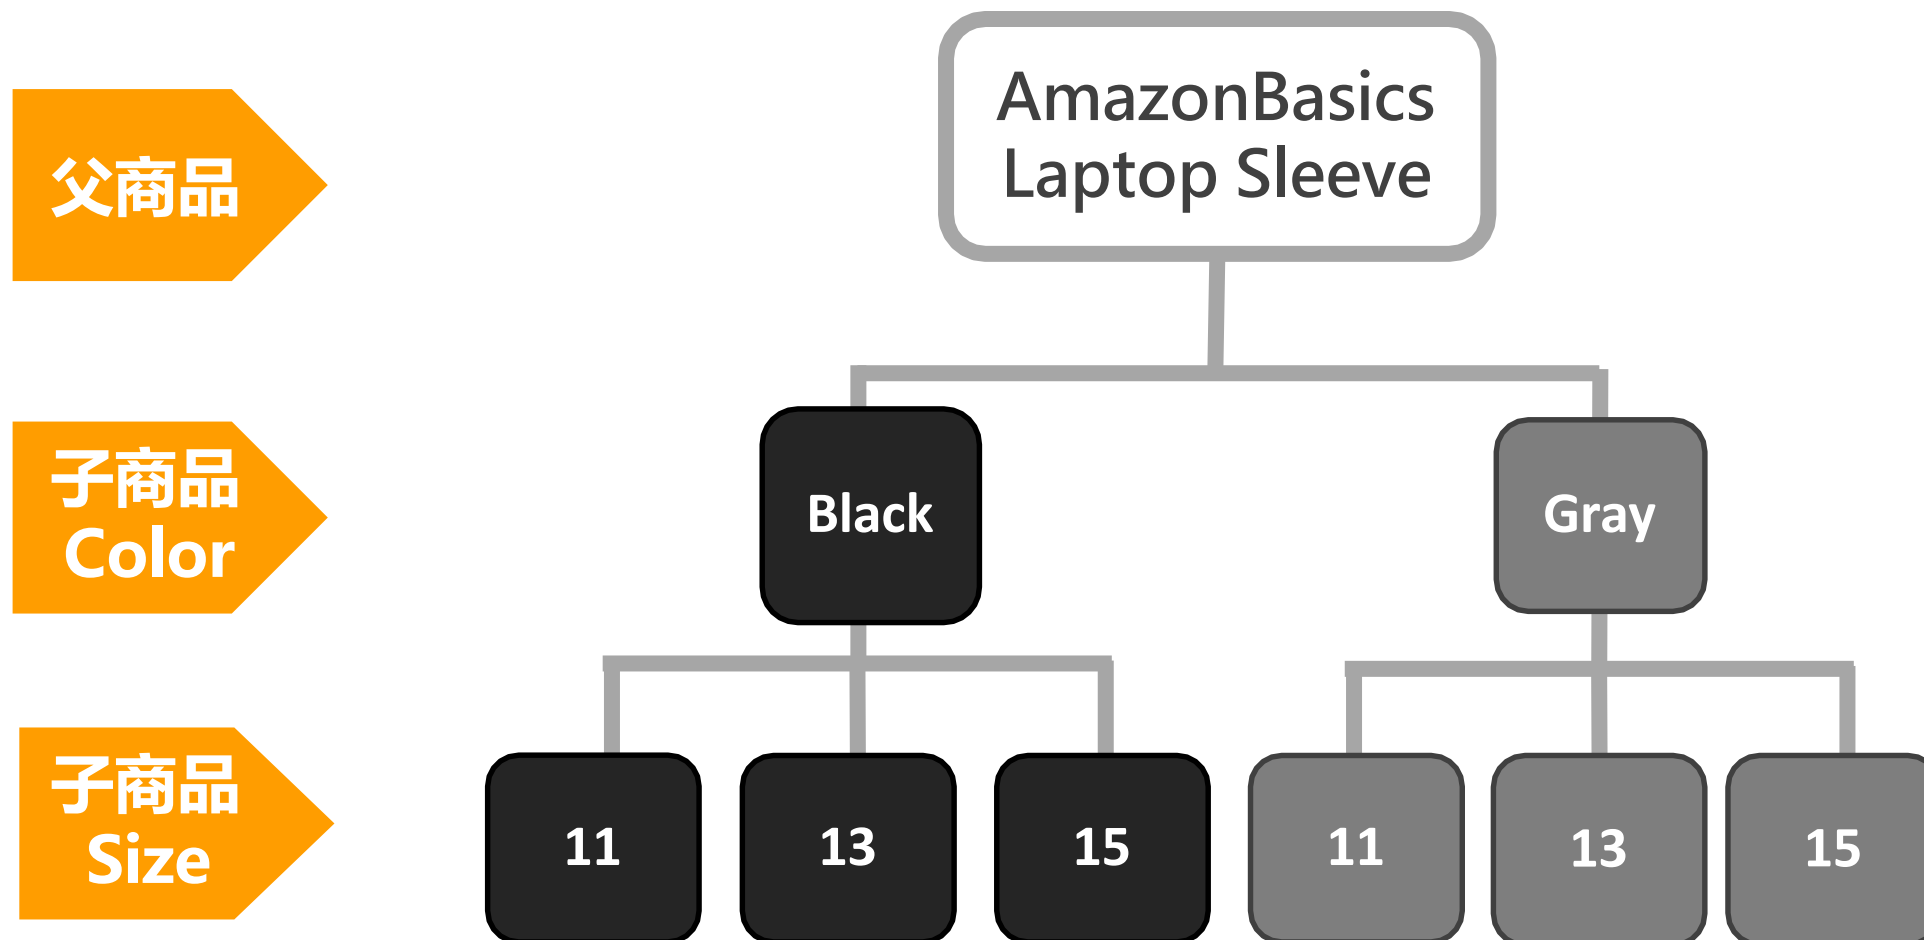 父商品
AmazonBasics
Laptop Sleeve
子商品
Color
Black
Gray
子商品
Size
11
13
15
11
13
15